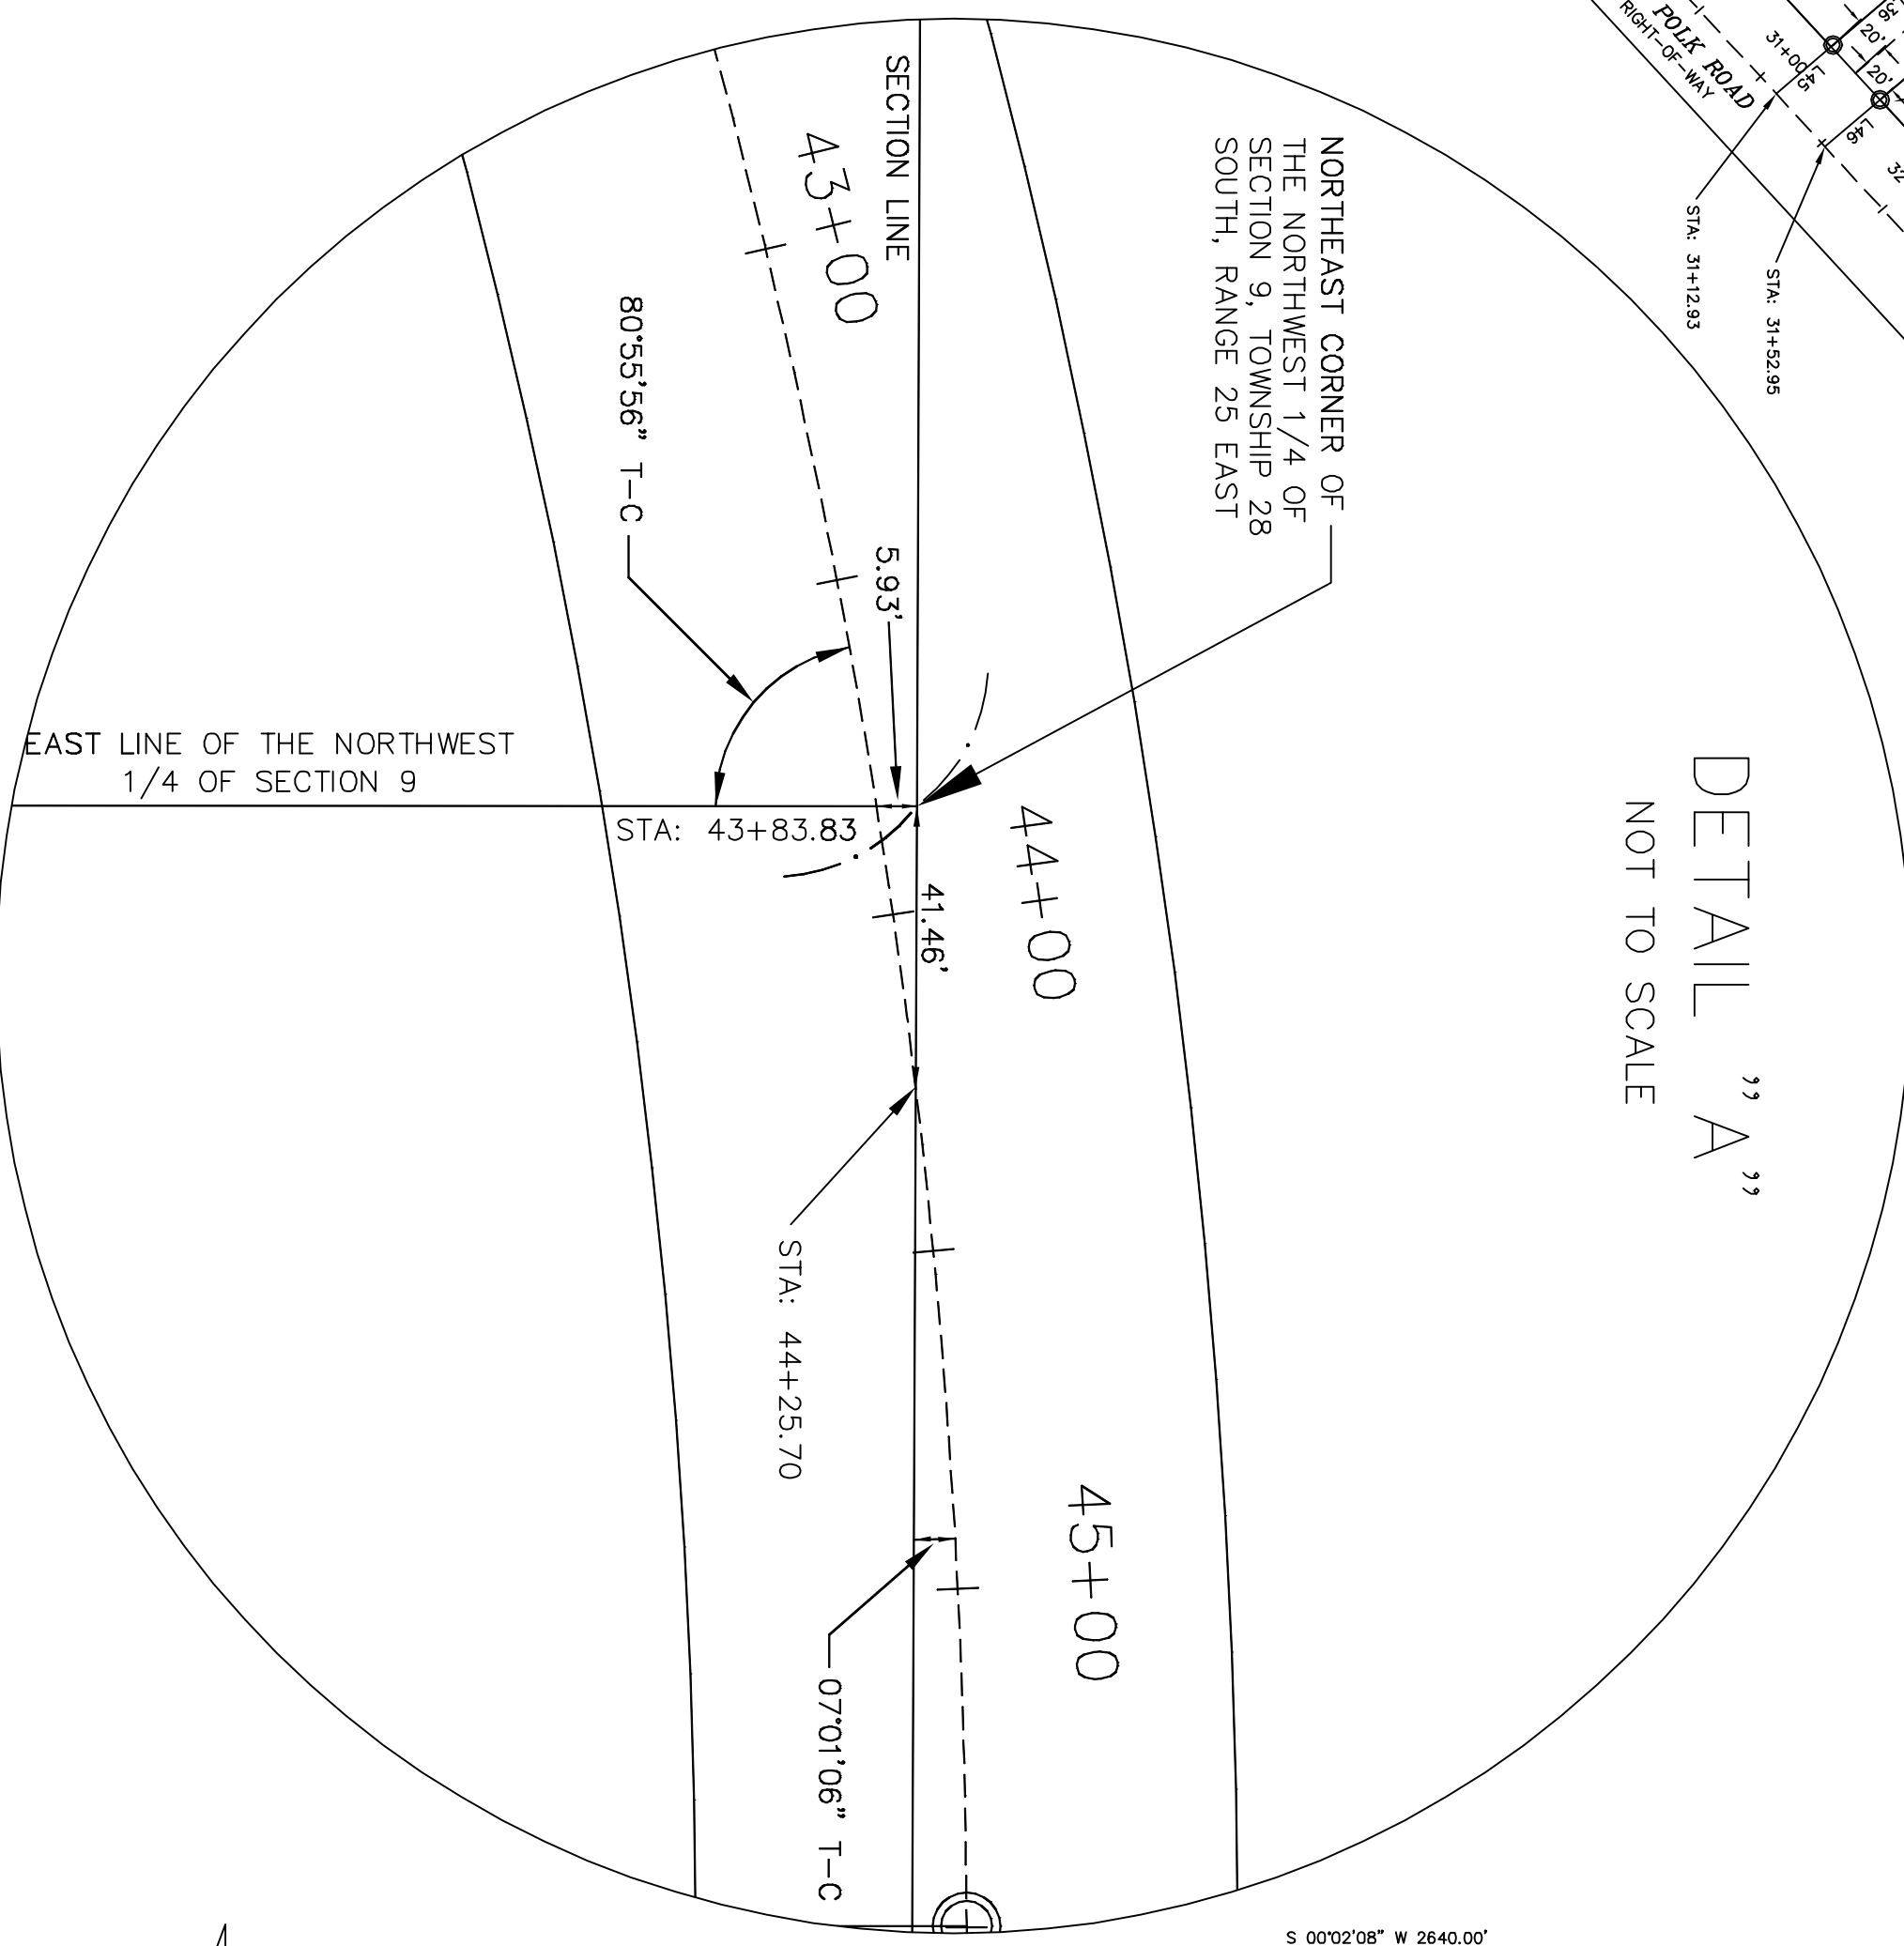 DETAIL "A"
NOT TO SCALE
NORTHEAST CORNER OF
THE NORTHWEST 1/4 OF
SECTION 9, TOWNSHIP 28
SOUTH, RANGE 25 EAST
SECTION LINE
43+00
44+00
45+00
80°55'56" T-C
5.93'
41.46'
EAST LINE OF THE NORTHWEST
1/4 OF SECTION 9
STA: 43+83.83
STA: 44+25.70
07°01'06" T-C
S 00°02'08" W 2640.00'
POLK ROAD
RIGHT-OF-WAY
31+00
L45
L46
20'
20'
STA: 31+12.93
STA: 31+52.95